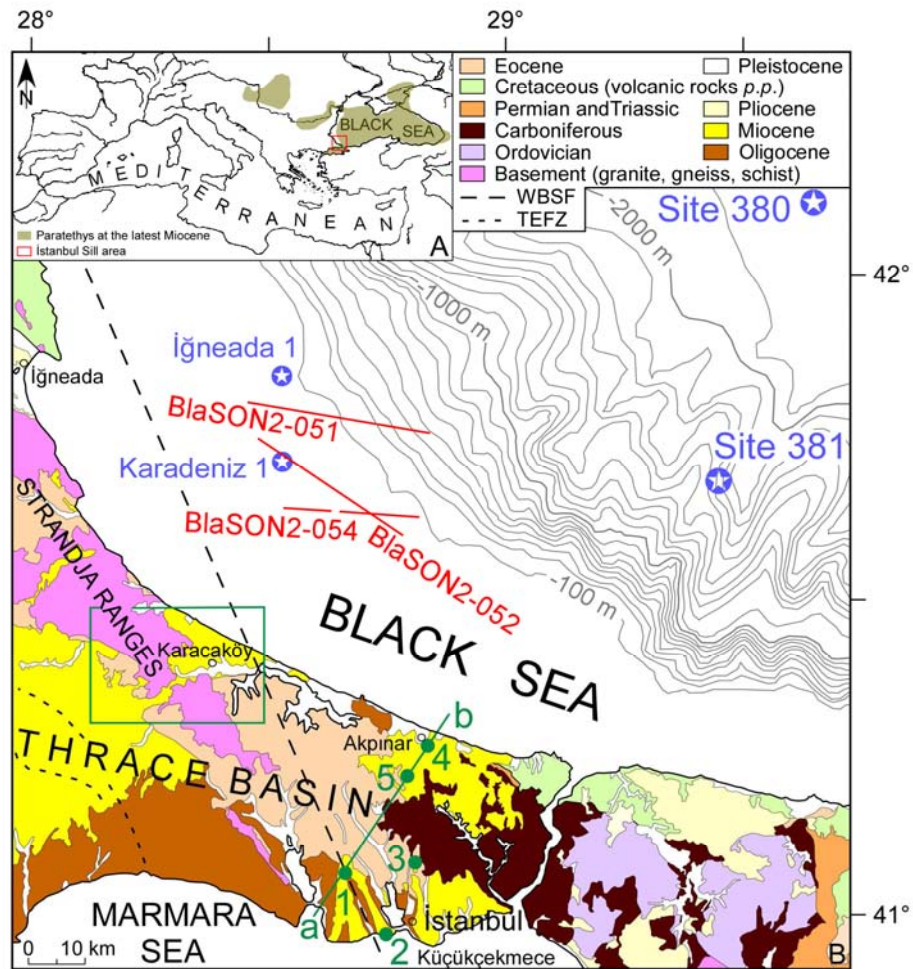 28°
29°
N
BLACK SEA
MEDITERRANEAN
Paratethys at the latest Miocene
İstanbul Sill area
A
Eocene
Cretaceous (volcanic rocks p.p.)
Permian andTriassic
Carboniferous
Ordovician
Basement (granite, gneiss, schist)
Pleistocene
Pliocene
Miocene
Oligocene
WBSF
TEFZ
Site 380
-2000 m
42°
-1000 m
İğneada 1
İğneada
BlaSON2-051
Karadeniz 1
Site 381
BlaSON2-054
BlaSON2-052
-100 m
STRANDJA RANGES
BLACK SEA
Karacaköy
b
Akpınar
4
5
THRACE BASIN
3
1
a
İstanbul
2
Küçükçekmece
MARMARA
SEA
41°
0 10 km
B